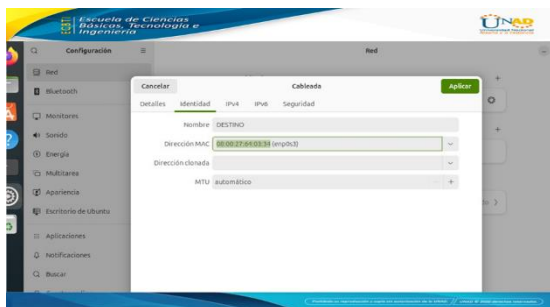 Escuela de Ciencias
Básicas, Tecnología e
Ingeniería
ECBTI
UNAD
Configuración
Red
Red
Bluetooth
Monitores
Sonido
Energía
Multitarea
Apariencia
Escritorio de Ubuntu
Aplicaciones
Notificaciones
Buscar
Cancelar
Cableada
Aplicar
Detalles
Identidad
IPv4
IPv6
Seguridad
Nombre DESTINO
Dirección MAC 08:00:27:64:03:34 (enp0s3)
Dirección clonada
MTU automático